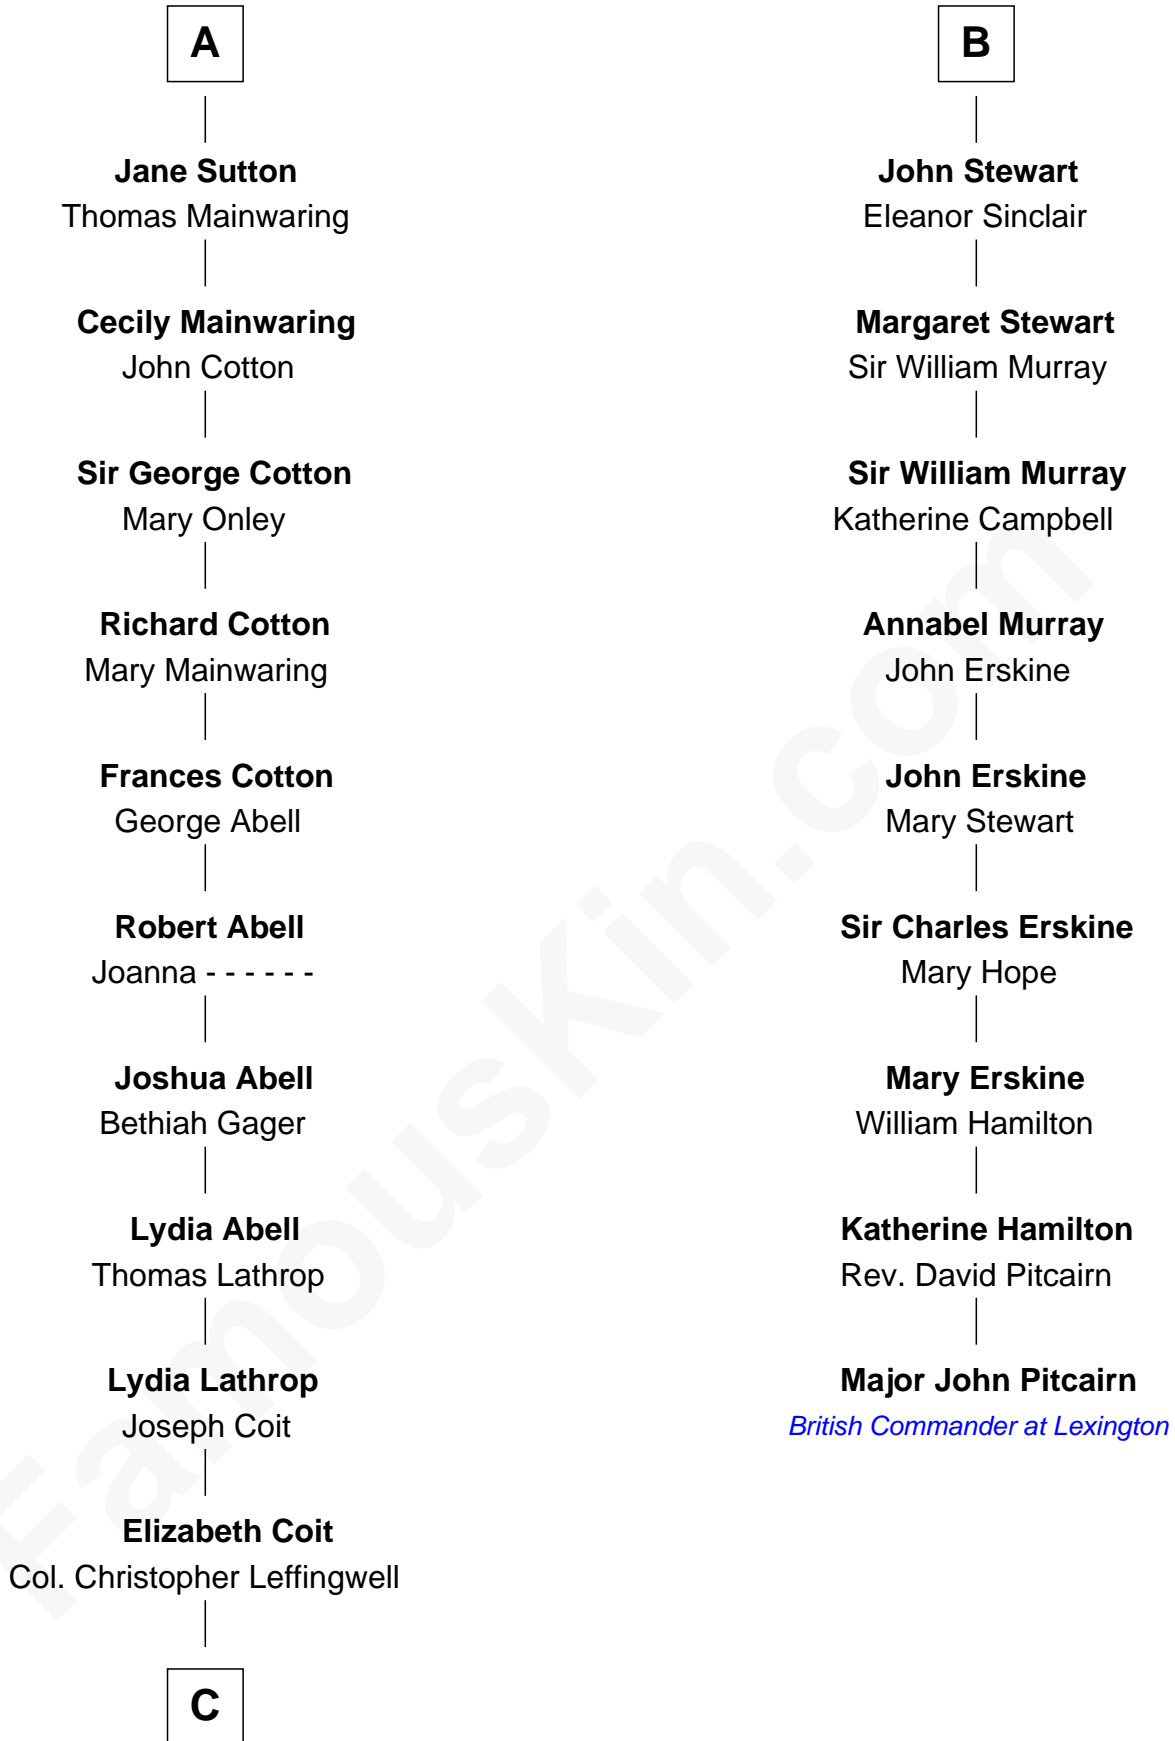 A
Jane Sutton
Thomas Mainwaring
Cecily Mainwaring
John Cotton
Sir George Cotton
Mary Onley
Richard Cotton
Mary Mainwaring
Frances Cotton
George Abell
Robert Abell
Joanna - - - - - -
Joshua Abell
Bethiah Gager
Lydia Abell
Thomas Lathrop
Lydia Lathrop
Joseph Coit
Elizabeth Coit
Col. Christopher Leffingwell
C
B
John Stewart
Eleanor Sinclair
Margaret Stewart
Sir William Murray
Sir William Murray
Katherine Campbell
Annabel Murray
John Erskine
John Erskine
Mary Stewart
Sir Charles Erskine
Mary Hope
Mary Erskine
William Hamilton
Katherine Hamilton
Rev. David Pitcairn
Major John Pitcairn
British Commander at Lexington
FamousKin.com